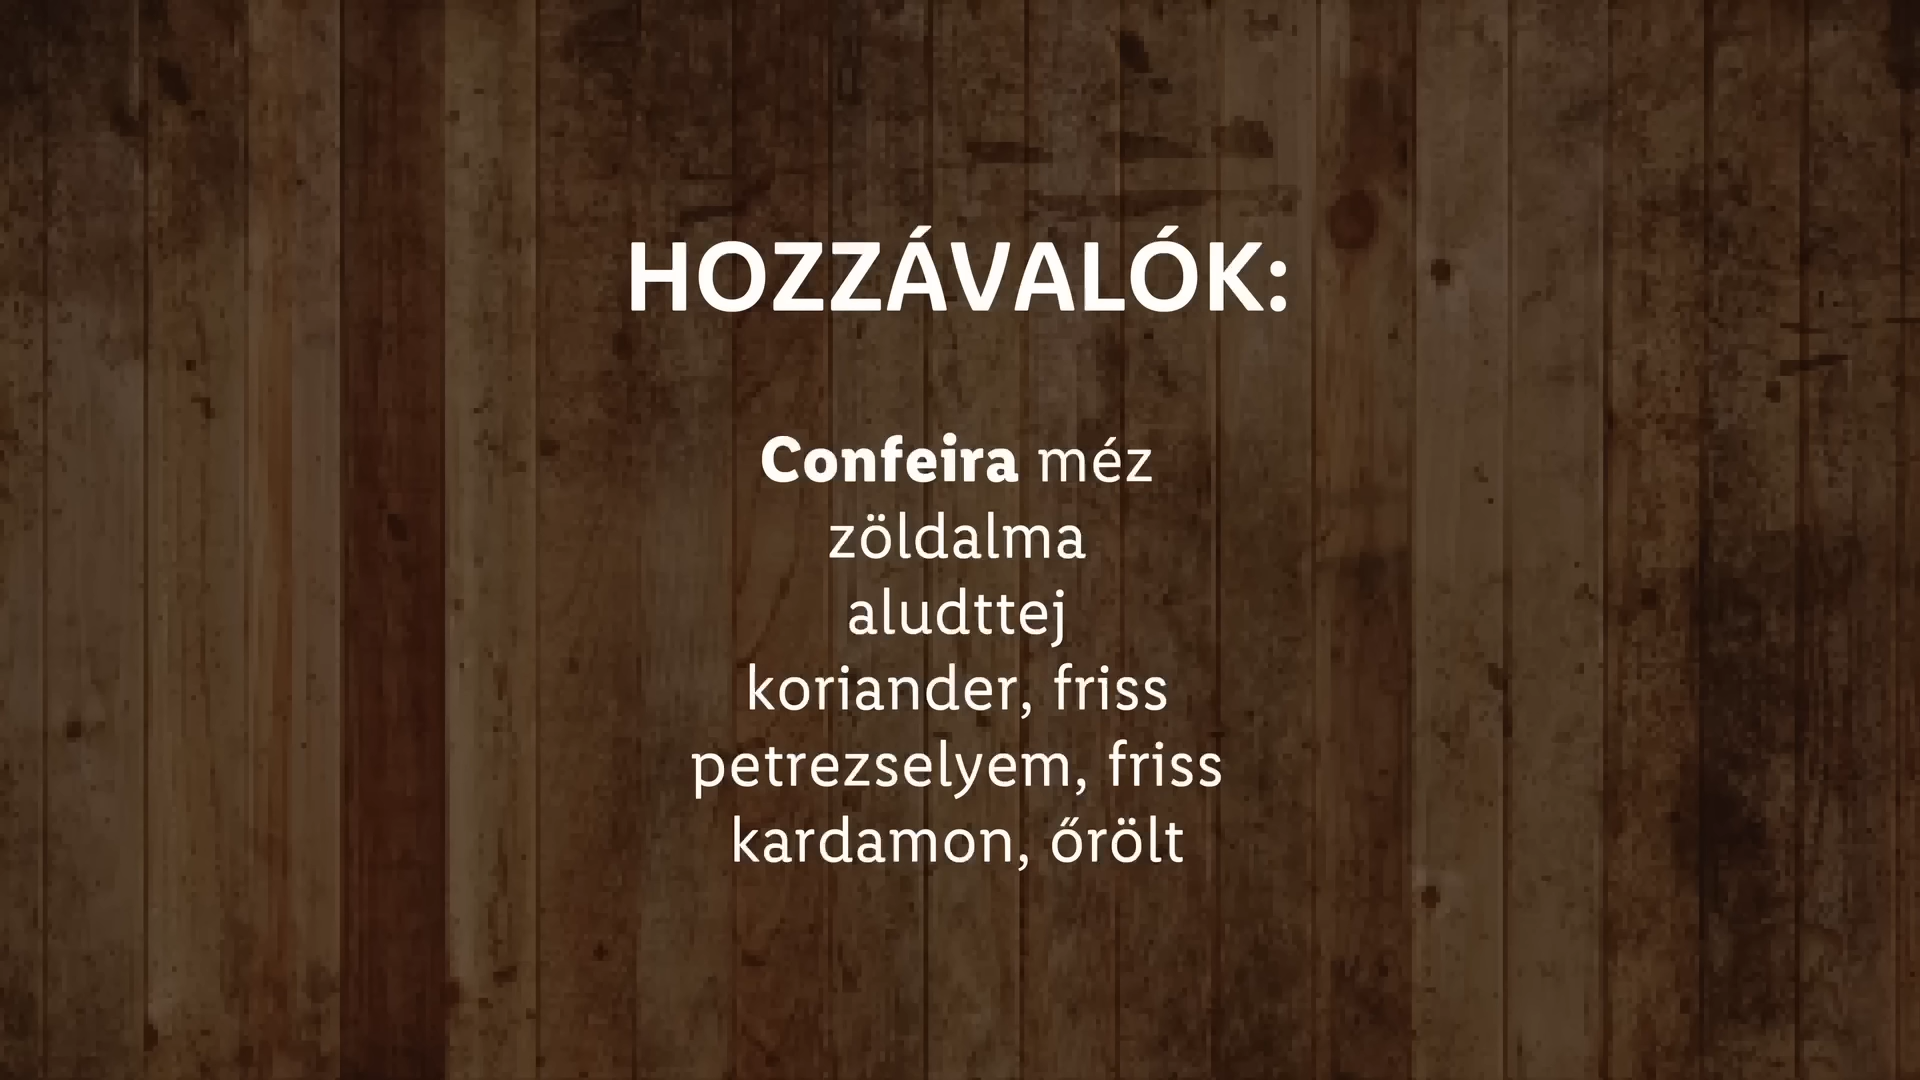 HOZZÁVALÓK:
Confeira méz
zöldalma
aludttej
koriander, friss
petrezselyem, friss
kardamon, őrölt